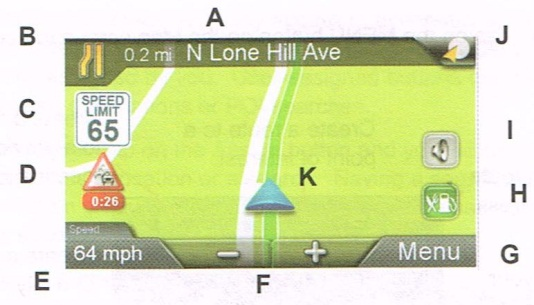 A
B
J
0.2 mi N Lone Hill Ave
C
SPEED
LIMIT
65
I
D
K
0:26
H
Speed
64 mph
Menu
G
E
F